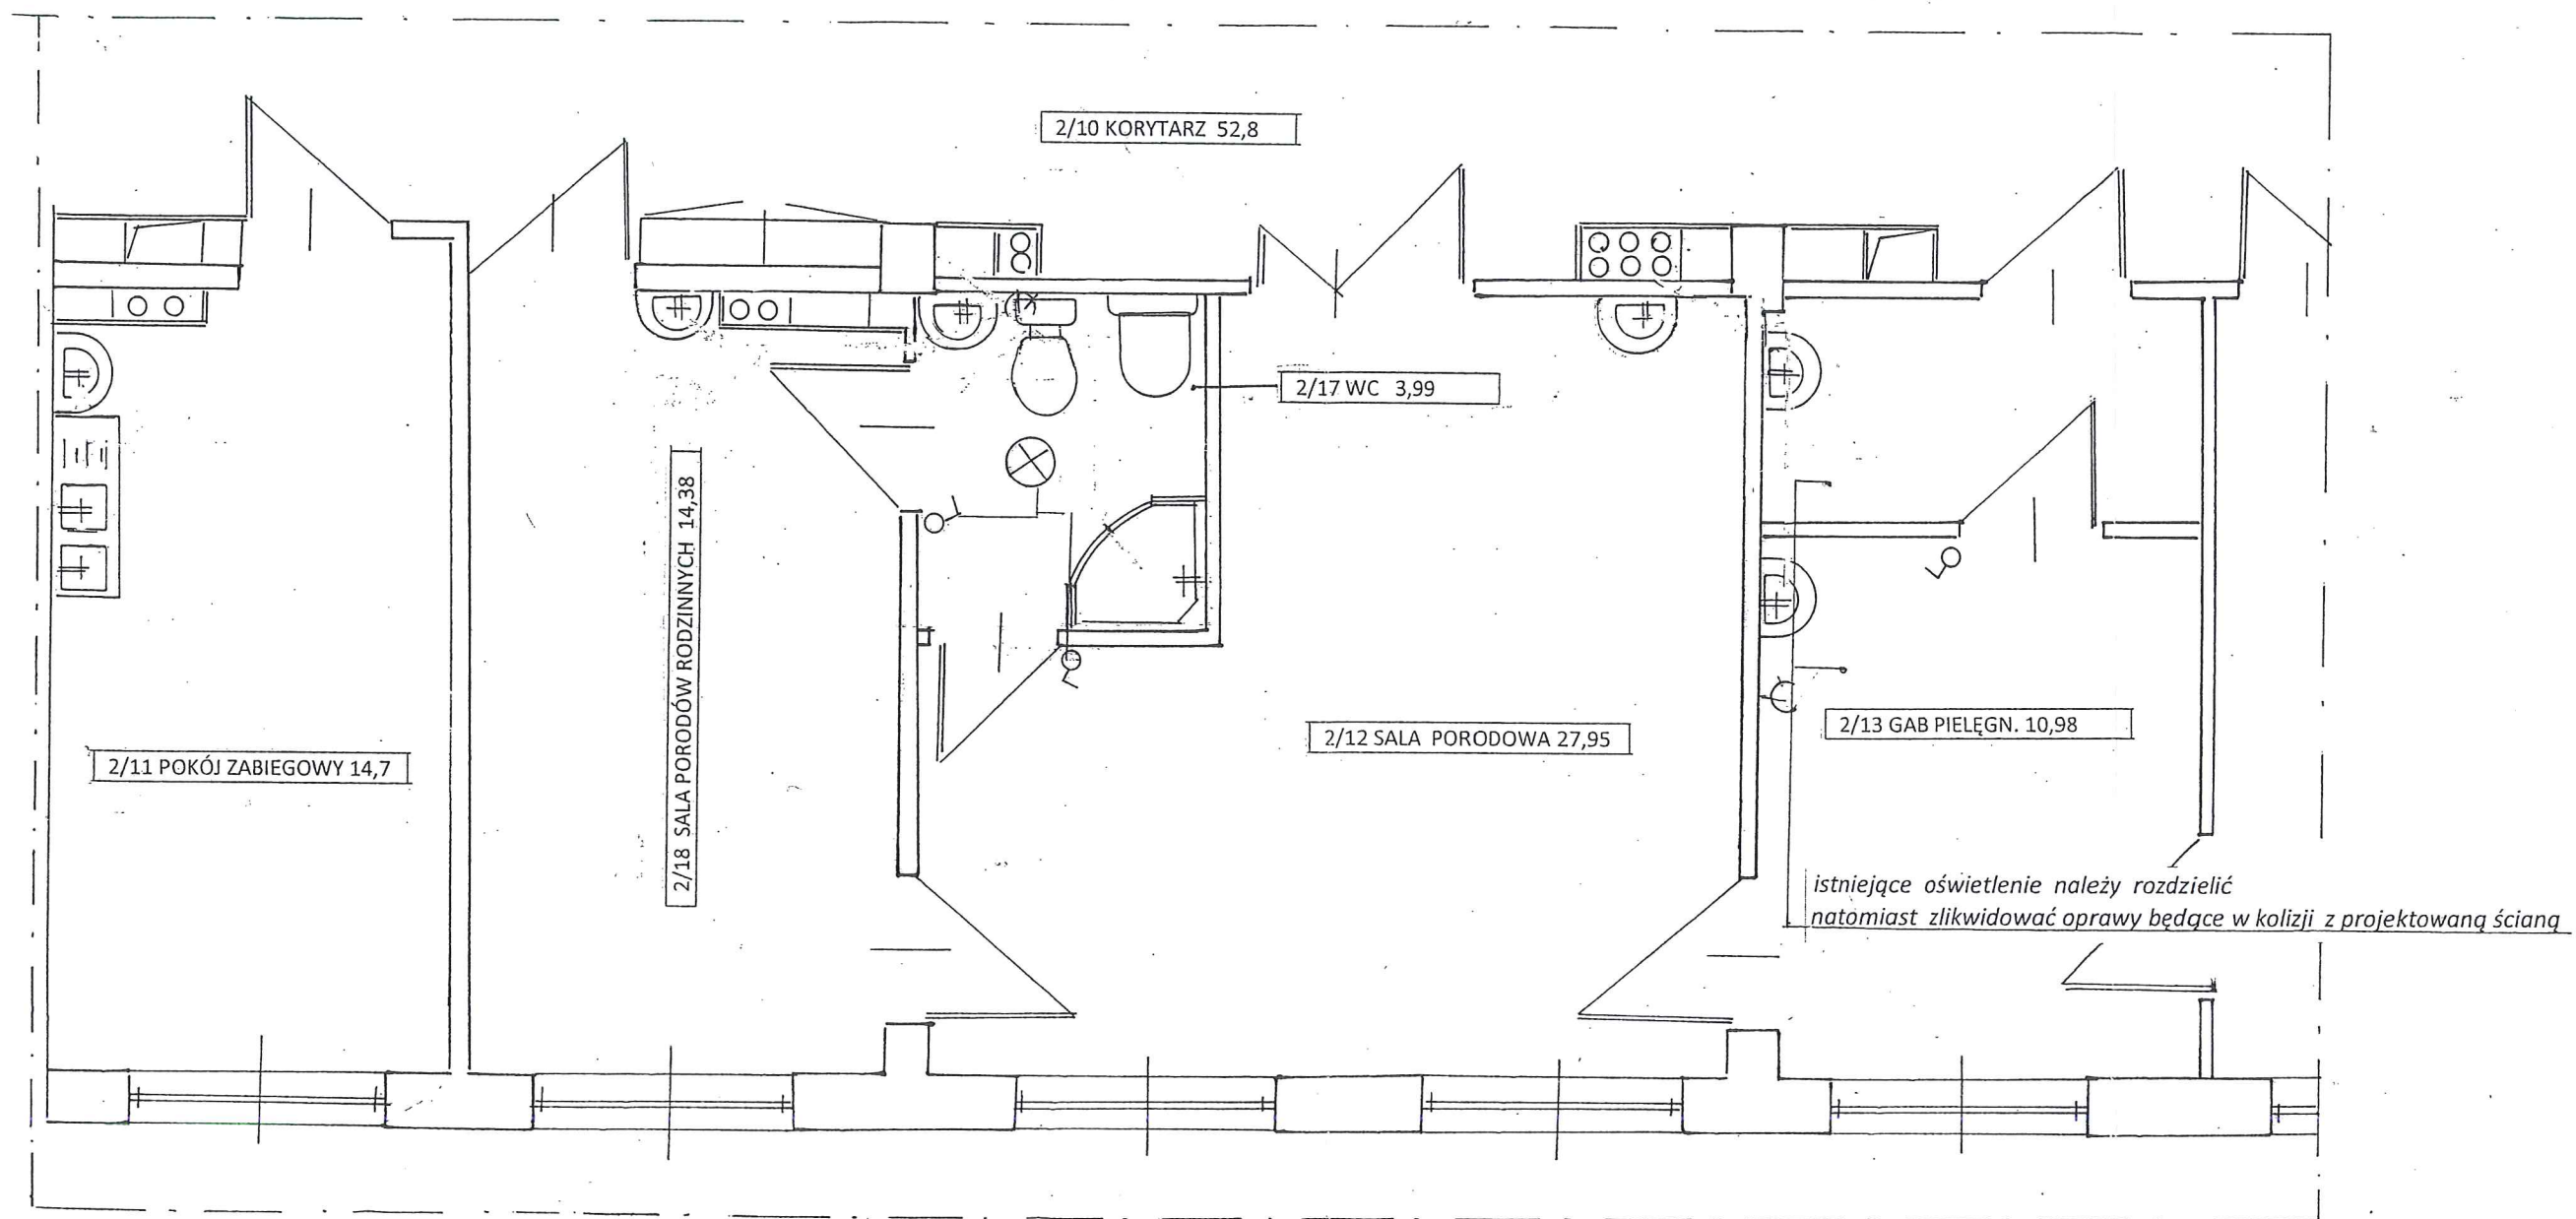 2/10 KORYTARZ 52,8
2/17 WC 3,99
2/18 SALA PORODÓW RODZINNYCH 14,38
2/11 POKÓJ ZABIEGOWY 14,7
2/12 SALA PORODOWA 27,95
2/13 GAB PIELĘGN. 10,98
istniejące oświetlenie należy rozdzielić
natomiast zlikwidować oprawy będące w kolizji z projektowaną ścianą